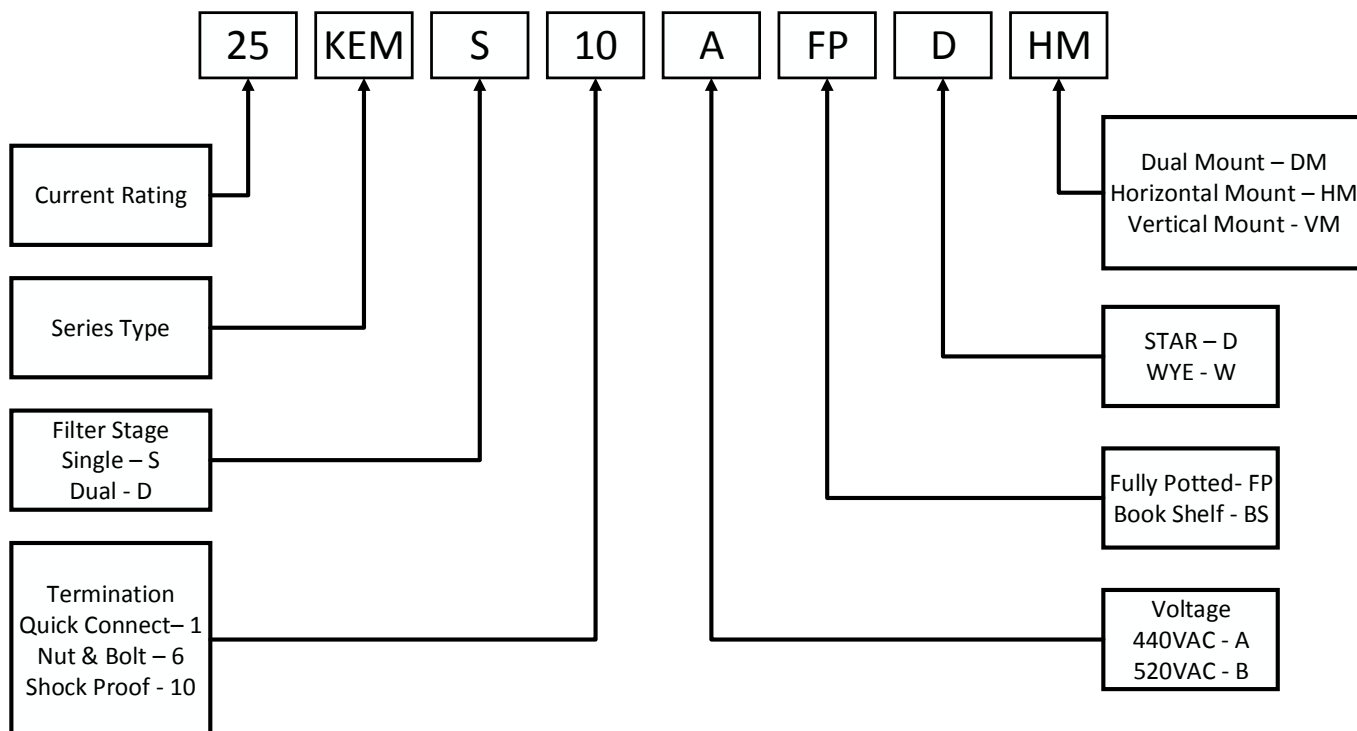 25 KEM S 10 A FP D HM
Current Rating
Series Type
Filter Stage
Single – S
Dual - D
Termination
Quick Connect– 1
Nut & Bolt – 6
Shock Proof - 10
Dual Mount – DM
Horizontal Mount – HM
Vertical Mount - VM
STAR – D
WYE - W
Fully Potted- FP
Book Shelf - BS
Voltage
440VAC - A
520VAC - B